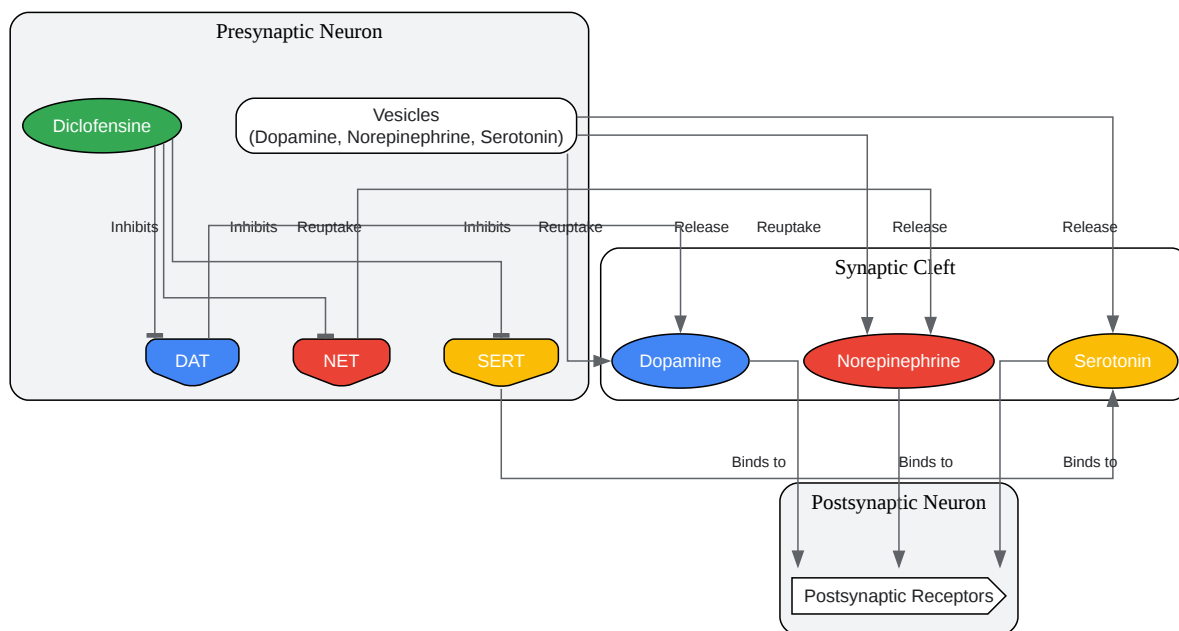 Presynaptic Neuron
Diclofensine
Vesicles
(Dopamine, Norepinephrine, Serotonin)
Inhibits
Inhibits
Reuptake
Inhibits
Reuptake
Release
Reuptake
Release
Release
Synaptic Cleft
DAT
NET
SERT
Dopamine
Norepinephrine
Serotonin
Binds to
Binds to
Binds to
Postsynaptic Neuron
Postsynaptic Receptors